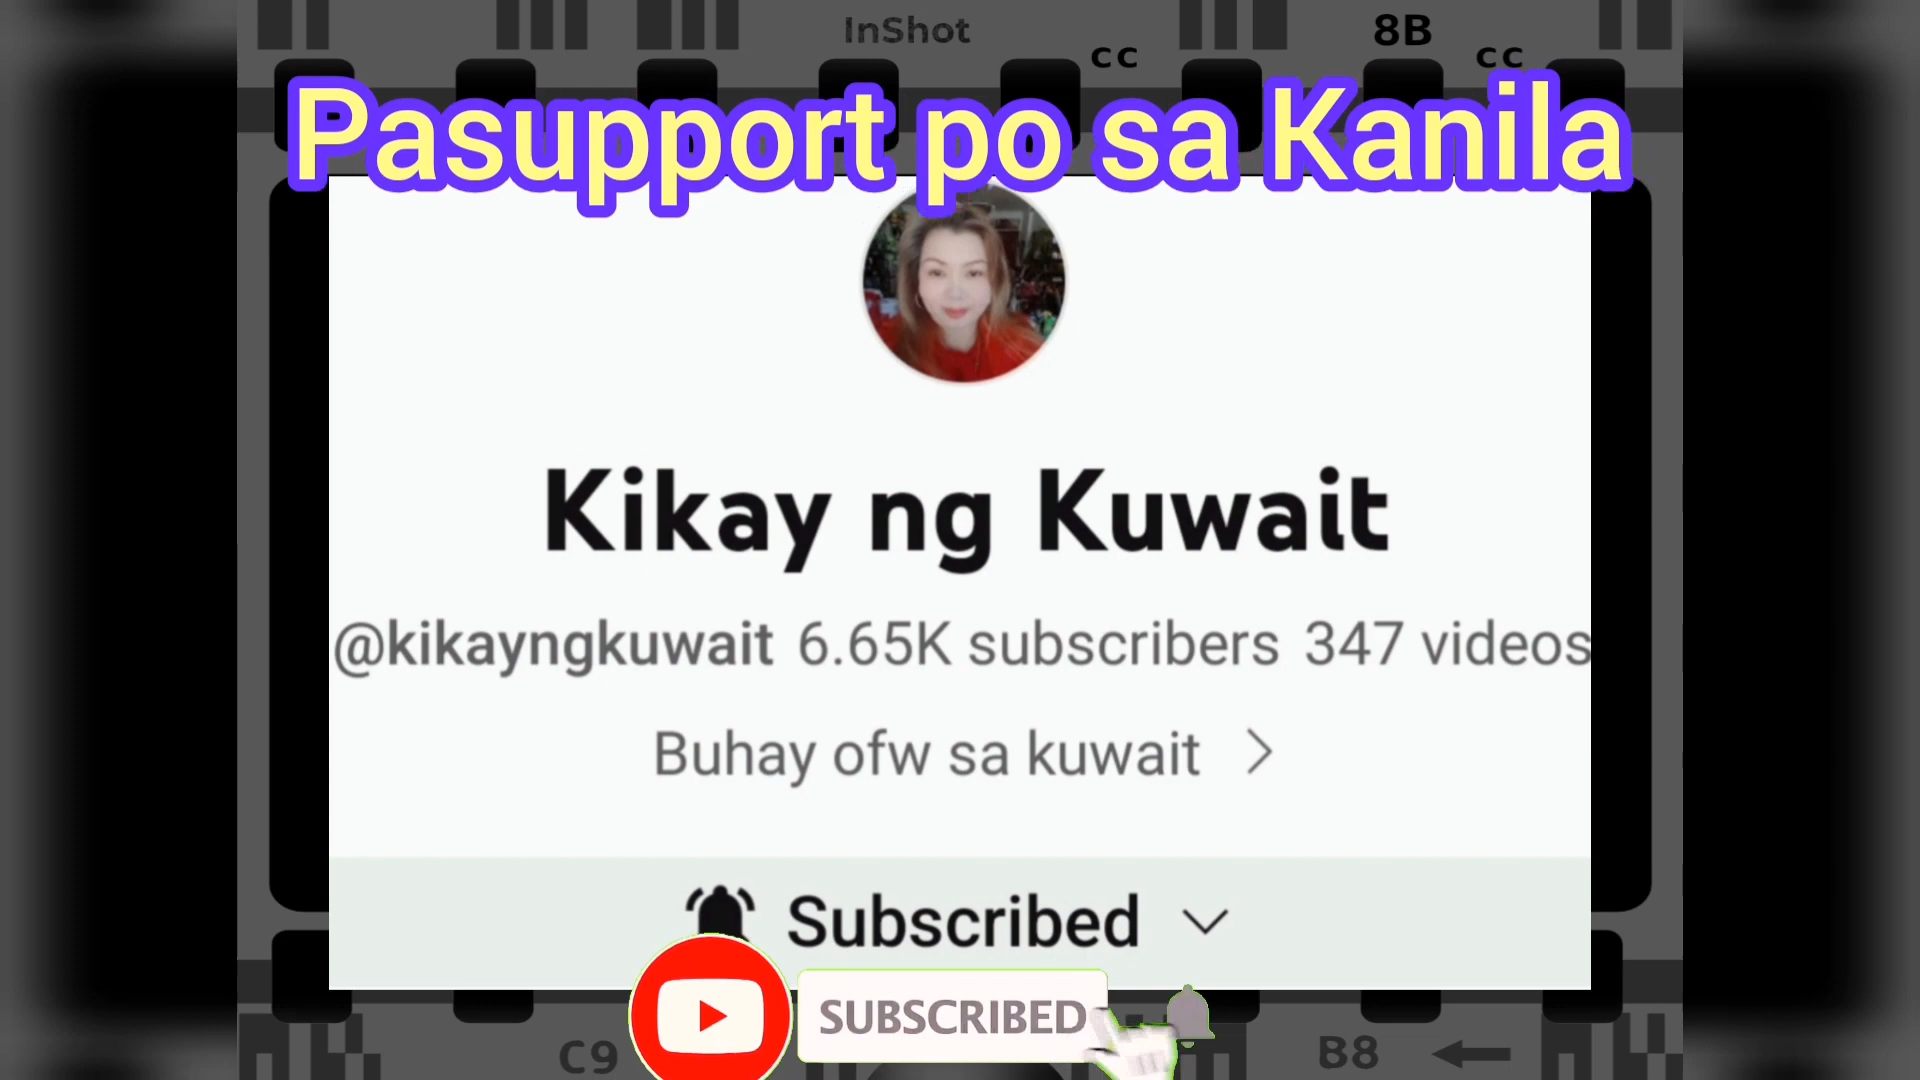 InShot
8B
cc
cc
Pasupport po sa Kanila
Kikay ng Kuwait
@kikayngkuwait 6.65K subscribers 347 videos
Buhay ofw sa kuwait
Subscribed
SUBSCRIBED
C9
B8